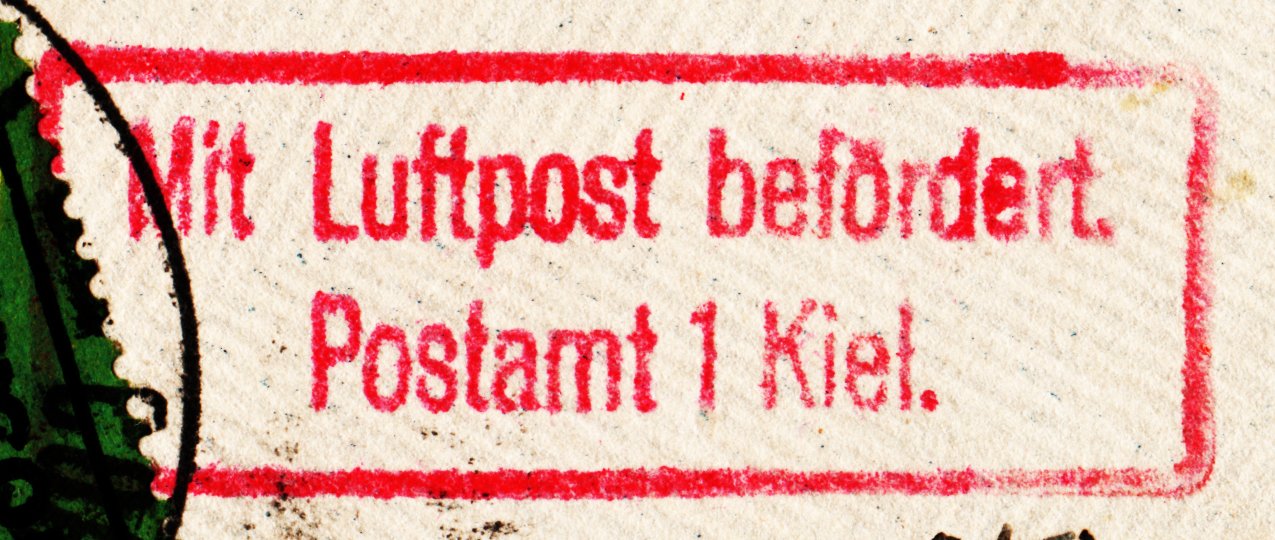 Mit Luftpost befördert.
Postamt 1 Kiel.